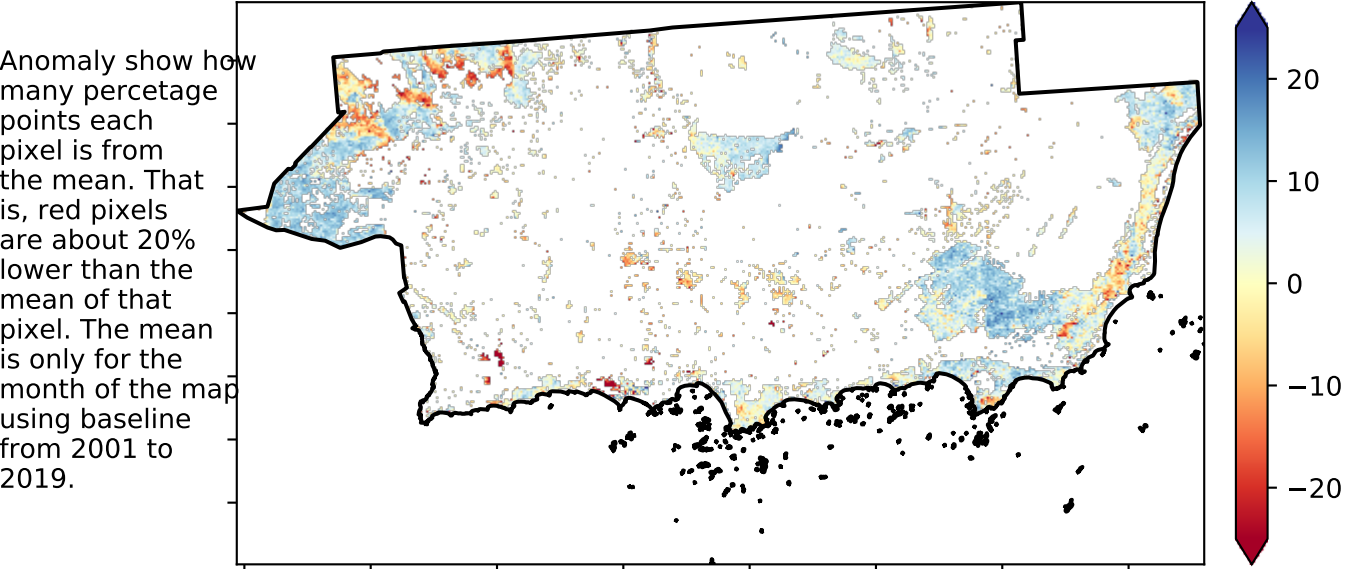 Anomaly show how
many percetage
points each
pixel is from
the mean. That
is, red pixels
are about 20%
lower than the
mean of that
pixel. The mean
is only for the
month of the map
using baseline
from 2001 to
2019.
20
10
0
−10
−20